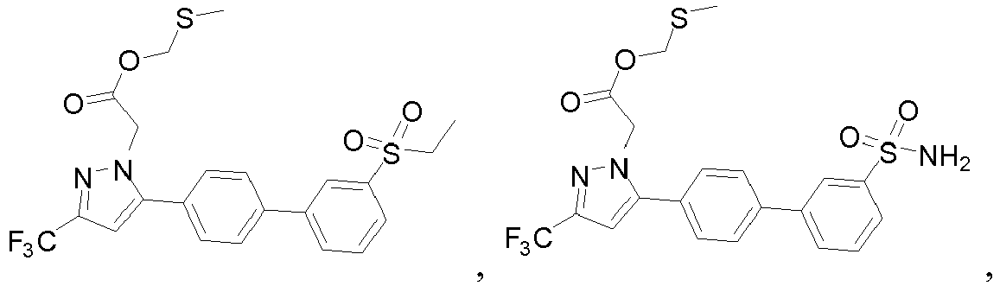 S S
O O
O O O O
O O
S S NH2
N N N N
F3C F3C
, ,